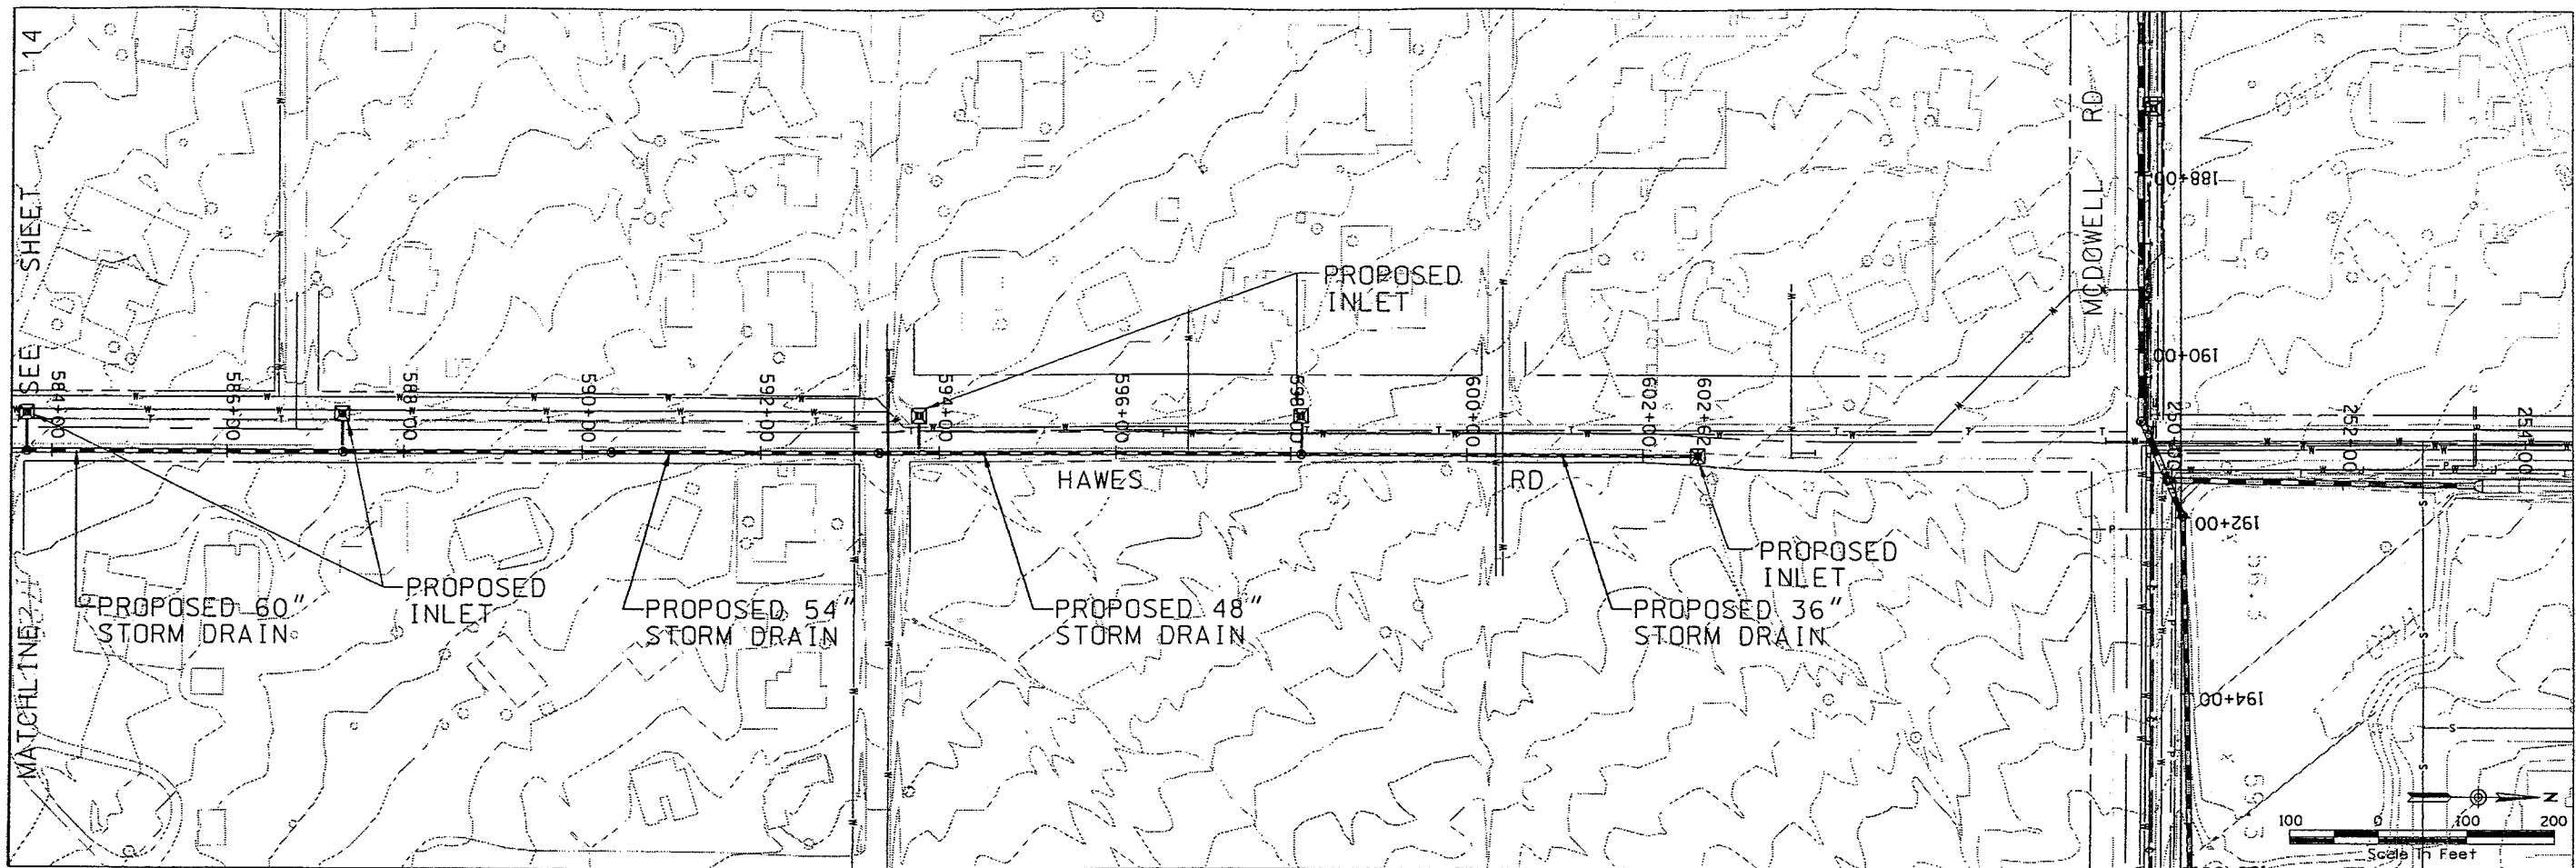 SEE SHEET 14
MATCHLINE
584+00
586+00
588+00
590+00
592+00
594+00
596+00
598+00
600+00
602+00
602+62
PROPOSED
INLET
HAWES RD
MCDOWELL RD
188+00
190+00
192+00
194+00
250+00
252+00
254+00
PROPOSED 60"
STORM DRAIN
PROPOSED
INLET
PROPOSED 54"
STORM DRAIN
PROPOSED 48"
STORM DRAIN
PROPOSED 36"
STORM DRAIN
PROPOSED
INLET
N
100 0 100 200
Scale In Feet